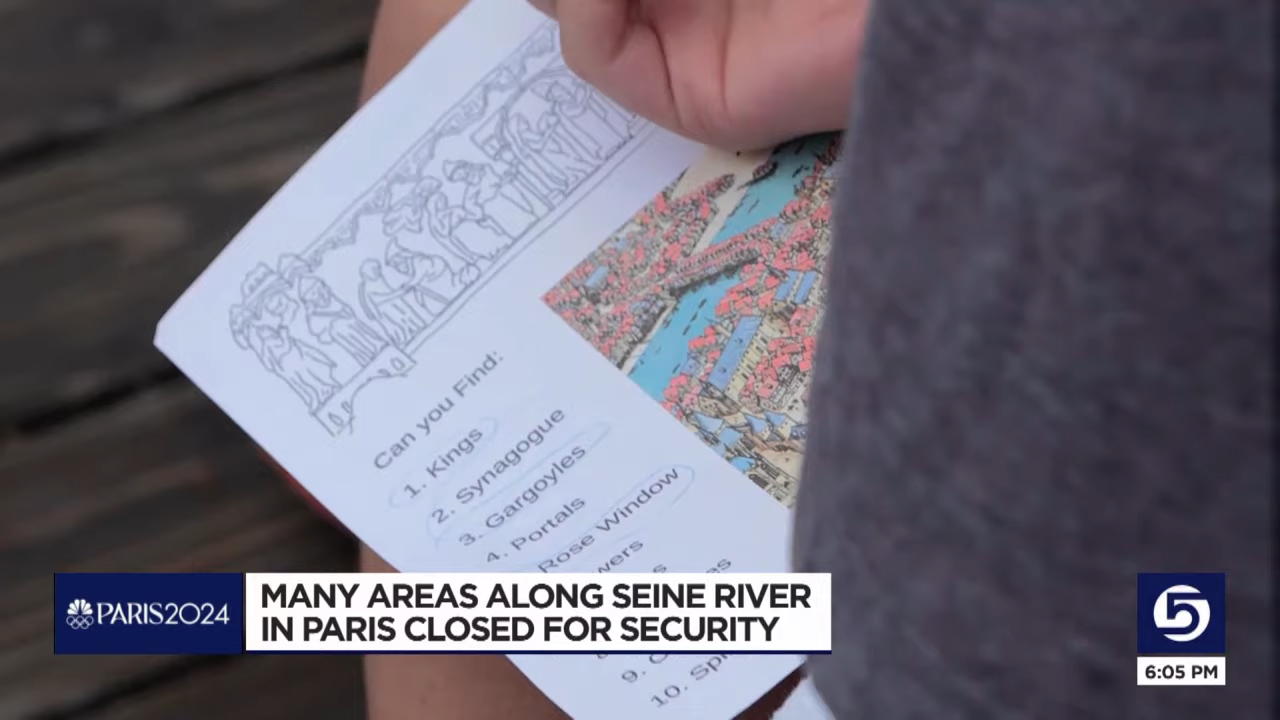 Can you Find:
1. Kings
2. Synagogue
3. Gargoyles
4. Portals
Rose Window
9.
10.
PARIS2024
MANY AREAS ALONG SEINE RIVER
IN PARIS CLOSED FOR SECURITY
5
6:05 PM